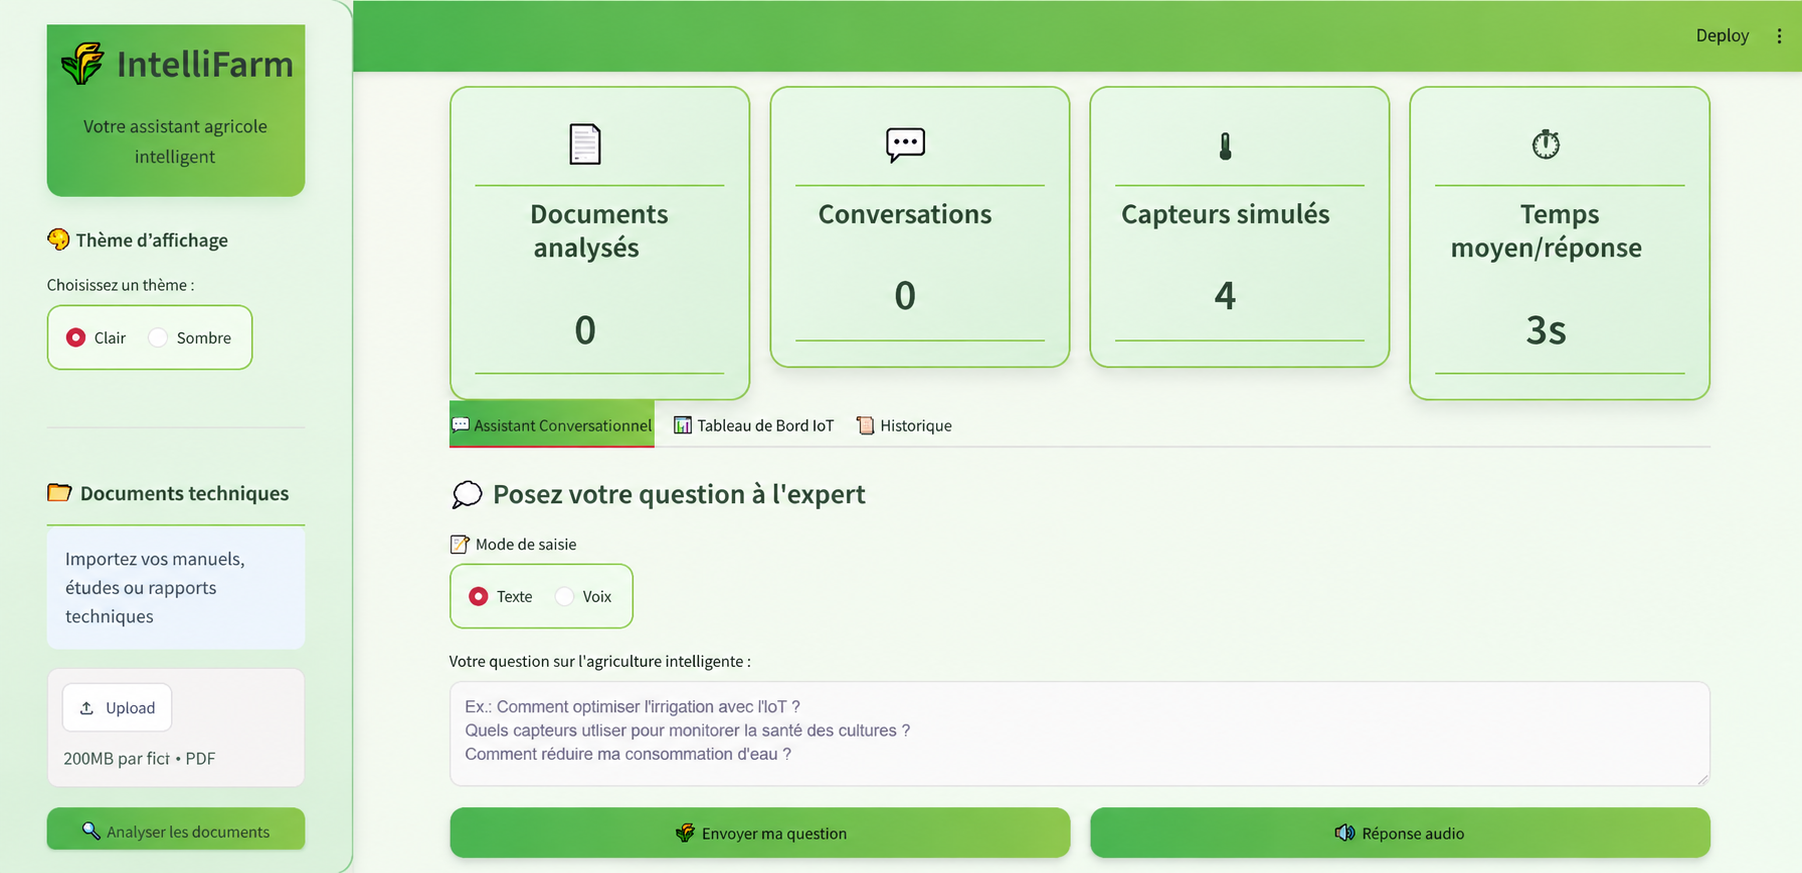 IntelliFarm
Votre assistant agricole
intelligent
Thème d'affichage
Choisissez un thème :
Clair
Sombre
Documents techniques
Importez vos manuels,
études ou rapports
techniques
Upload
200MB par fici • PDF
Analyser les documents
Deploy
Documents
analysés
0
Conversations
0
Capteurs simulés
4
Temps
moyen/réponse
3s
Assistant Conversationnel
Tableau de Bord IoT
Historique
Posez votre question à l'expert
Mode de saisie
Texte
Voix
Votre question sur l'agriculture intelligente :
Ex.: Comment optimiser l'irrigation avec l'IoT ?
Quels capteurs utliser pour monitorer la santé des cultures ?
Comment réduire ma consommation d'eau ?
Envoyer ma question
Réponse audio